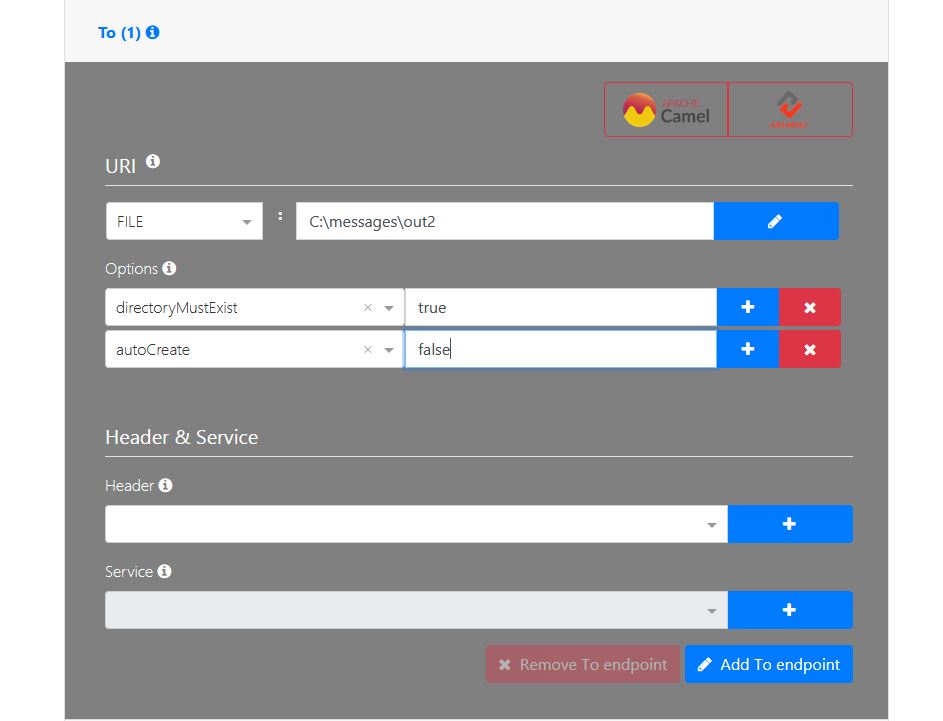 To (1)
APACHE
Camel
ASSIMBLY
URI
FILE : C:\messages\out2
Options
directoryMustExist × true
autoCreate × false
Header & Service
Header
Service
Remove To endpoint Add To endpoint